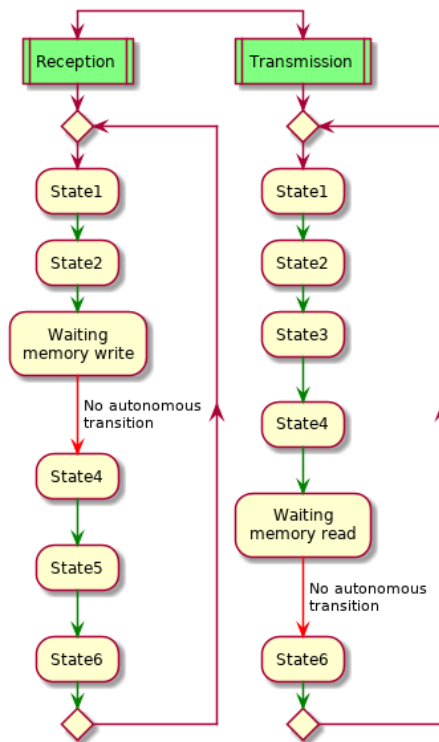 Reception
State1
State2
Waiting
memory write
No autonomous
transition
State4
State5
State6
Transmission
State1
State2
State3
State4
Waiting
memory read
No autonomous
transition
State6